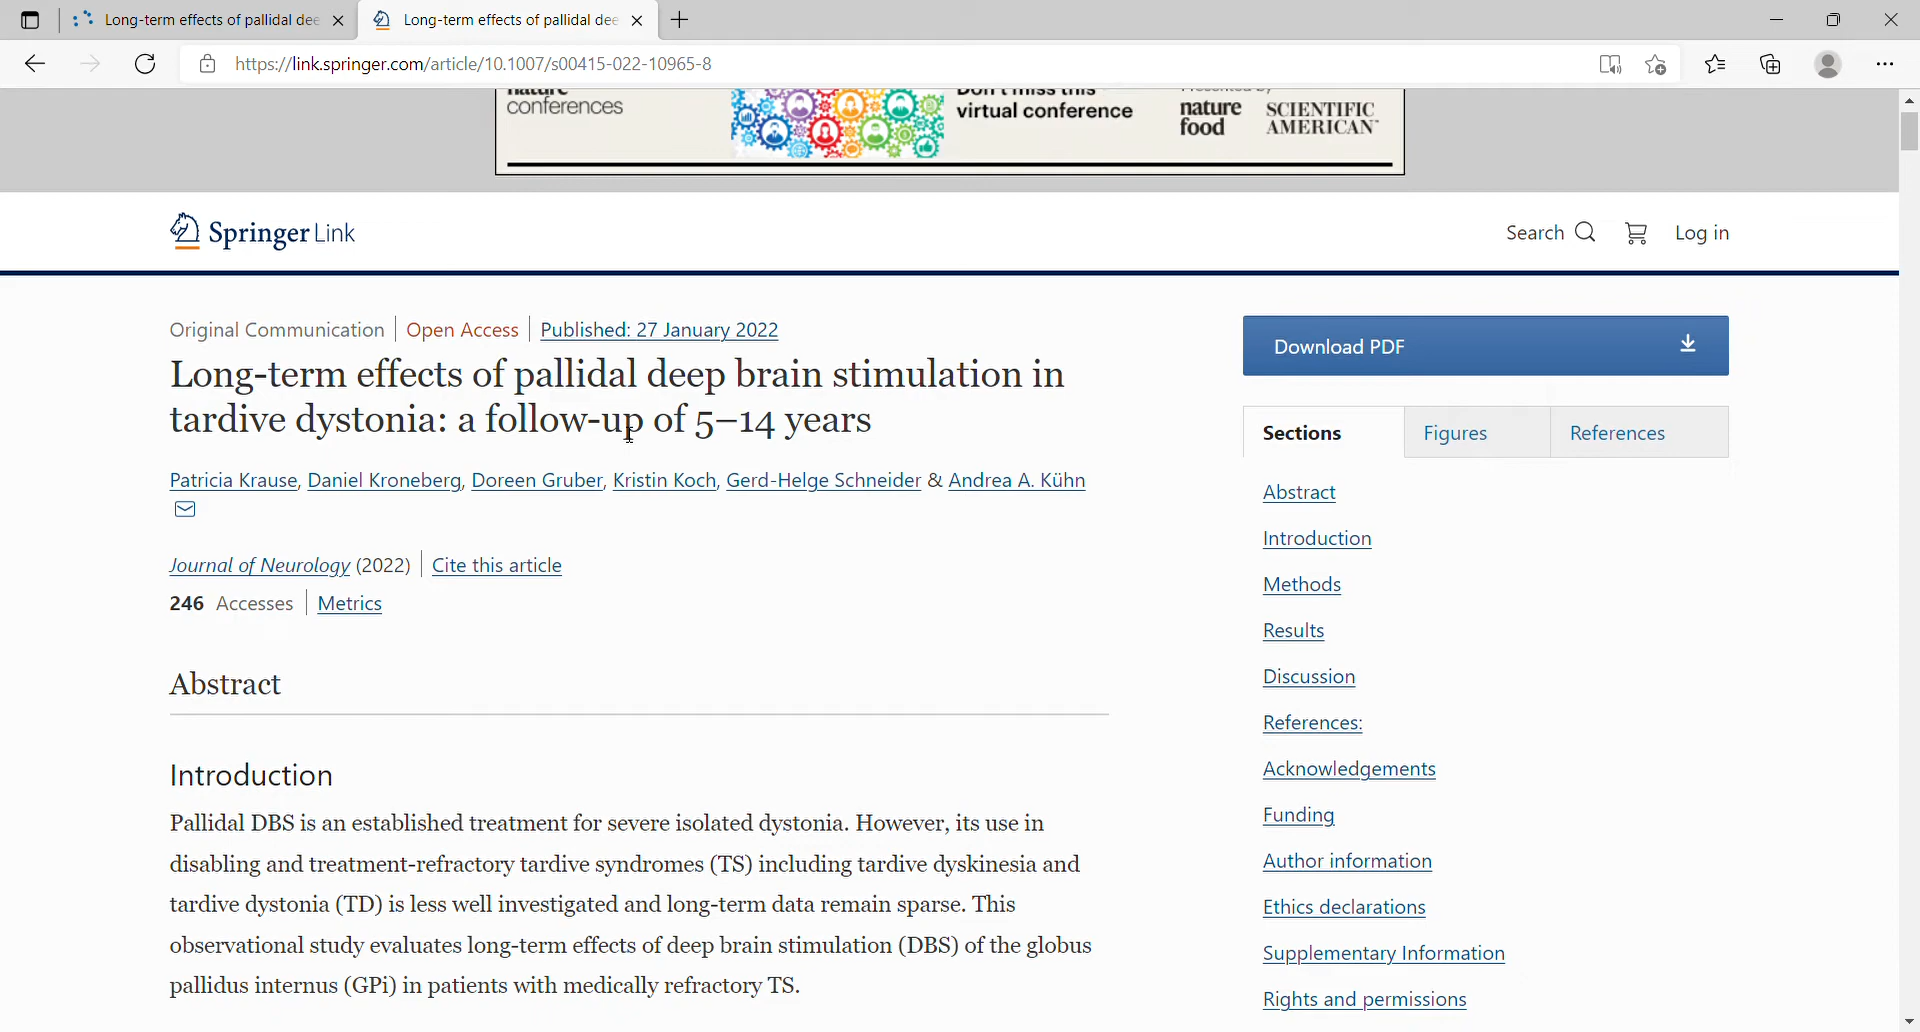 Long-term effects of pallidal dee
Long-term effects of pallidal dee
https://link.springer.com/article/10.1007/s00415-022-10965-8
nature
conferences
Don't miss this
virtual conference
Presented by
nature
food
SCIENTIFIC
AMERICAN™
Springer Link
Search
Log in
Original Communication
Open Access
Published: 27 January 2022
Long-term effects of pallidal deep brain stimulation in
tardive dystonia: a follow-up of 5–14 years
Patricia Krause, Daniel Kroneberg, Doreen Gruber, Kristin Koch, Gerd-Helge Schneider & Andrea A. Kühn
Journal of Neurology (2022)
Cite this article
246 Accesses
Metrics
Abstract
Introduction
Pallidal DBS is an established treatment for severe isolated dystonia. However, its use in
disabling and treatment-refractory tardive syndromes (TS) including tardive dyskinesia and
tardive dystonia (TD) is less well investigated and long-term data remain sparse. This
observational study evaluates long-term effects of deep brain stimulation (DBS) of the globus
pallidus internus (GPi) in patients with medically refractory TS.
Download PDF
Sections
Figures
References
Abstract
Introduction
Methods
Results
Discussion
References:
Acknowledgements
Funding
Author information
Ethics declarations
Supplementary Information
Rights and permissions